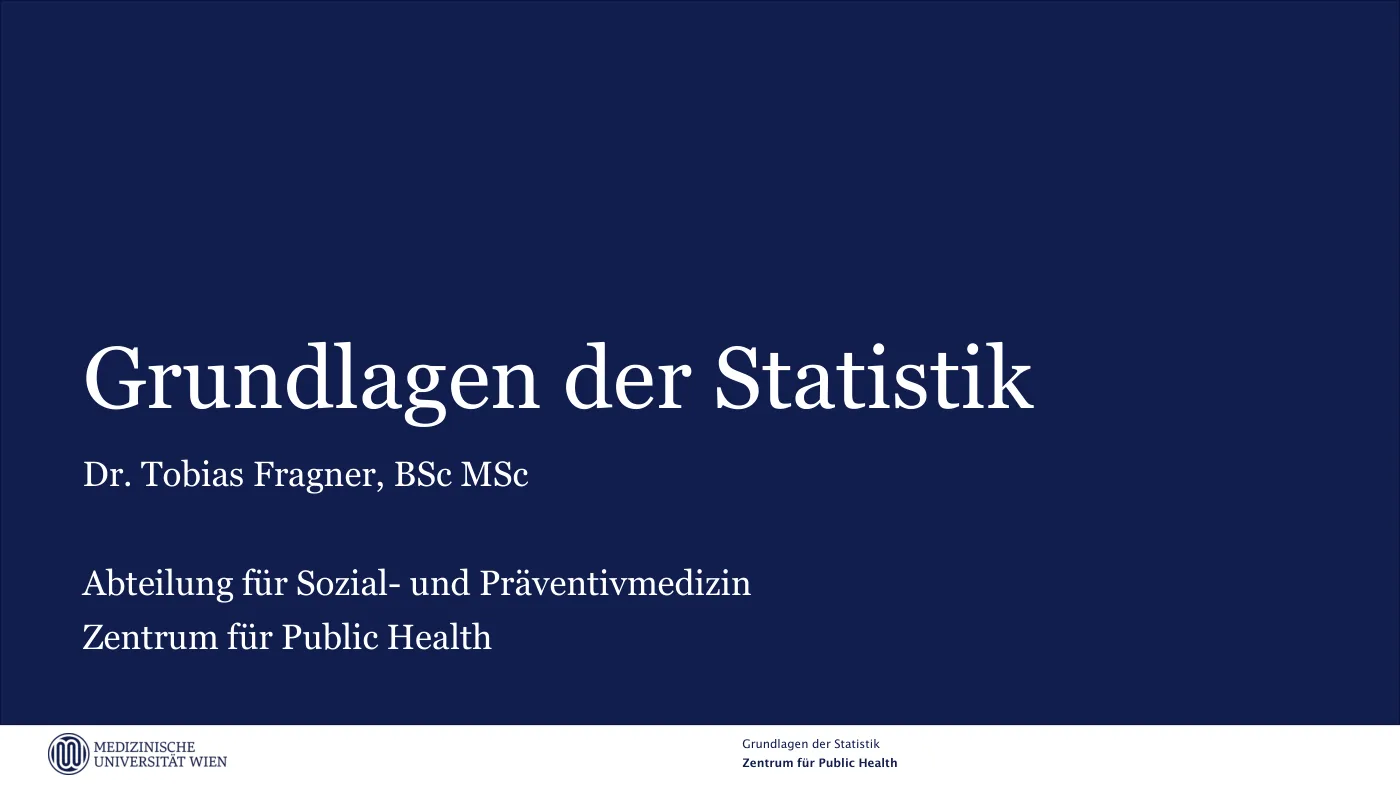 Grundlagen der Statistik
Dr. Tobias Fragner, BSc MSc
Abteilung für Sozial- und Präventivmedizin
Zentrum für Public Health
MEDIZINISCHE
UNIVERSITÄT WIEN
Grundlagen der Statistik
Zentrum für Public Health